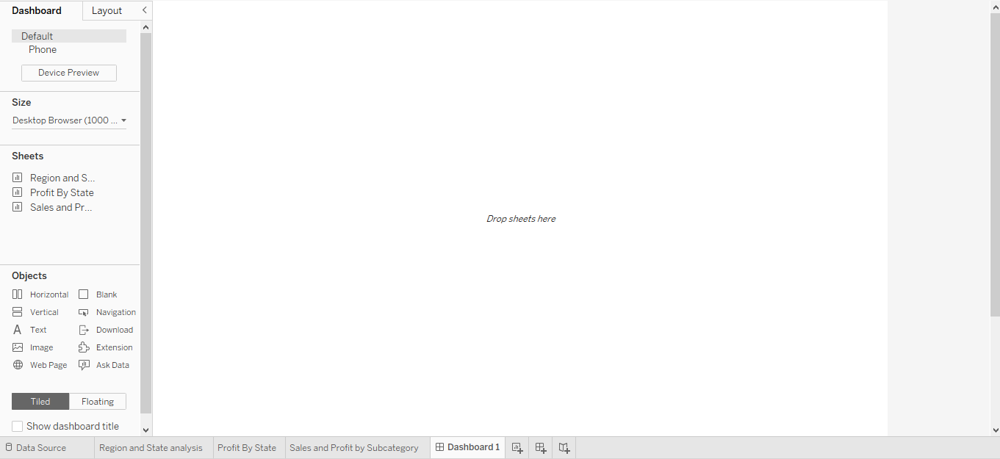 Dashboard
Layout
Default
Phone
Device Preview
Size
Desktop Browser (1000 ...
Sheets
Region and S...
Profit By State
Sales and Pr...
Drop sheets here
Objects
Horizontal Blank
Vertical Navigation
Text Download
Image Extension
Web Page Ask Data
Tiled Floating
Show dashboard title
Data Source Region and State analysis Profit By State Sales and Profit by Subcategory Dashboard 1